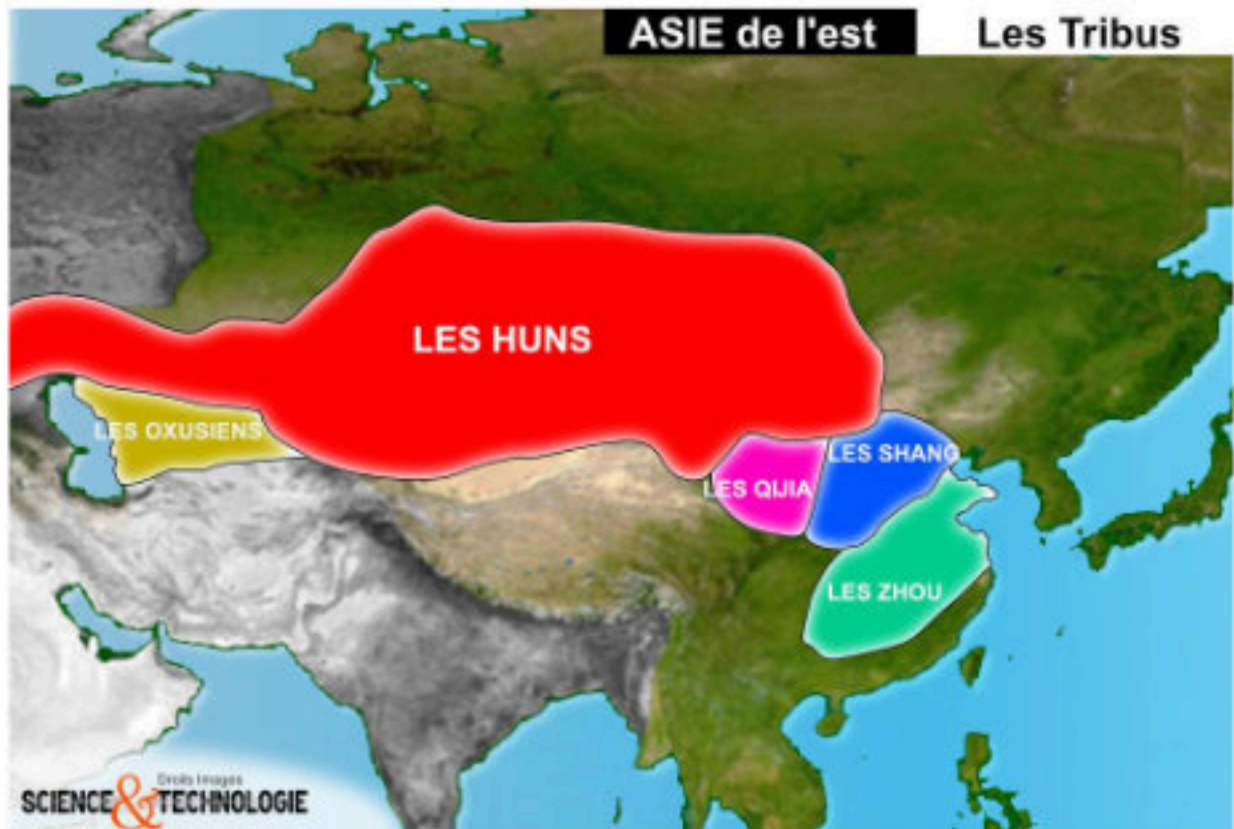 ASIE de l'est
Les Tribus
LES HUNS
LES OXUSIENS
LES SHANG
LES QIJIA
LES ZHOU
Droits Images
SCIENCE&TECHNOLOGIE